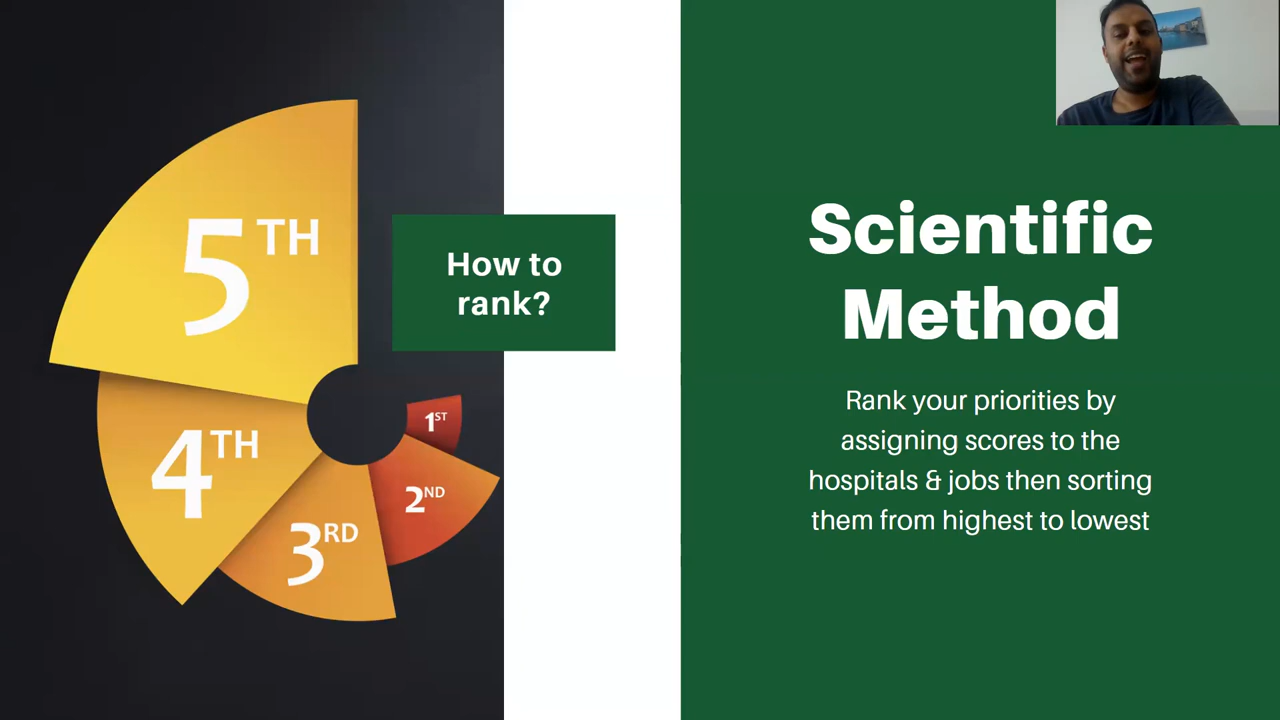 5TH
4TH
3RD
2ND
1ST
How to
rank?
Scientific
Method
Rank your priorities by
assigning scores to the
hospitals & jobs then sorting
them from highest to lowest